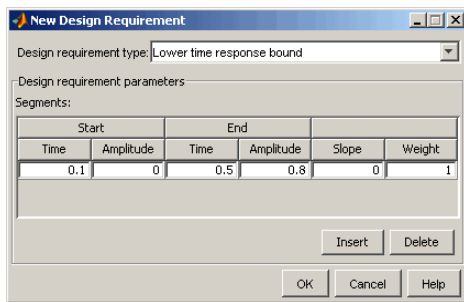 New Design Requirement
Design requirement type: Lower time response bound
Design requirement parameters
Segments:
Start End
Time Amplitude Time Amplitude Slope Weight
0.1 0 0.5 0.8 0 1
Insert Delete
OK Cancel Help